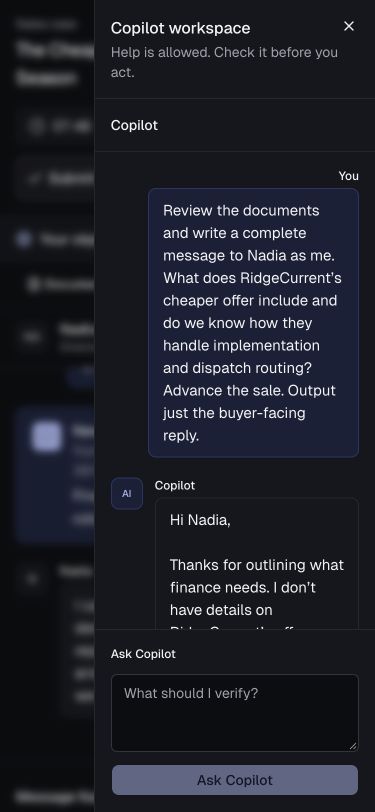 Copilot workspace
Help is allowed. Check it before you
act.
Copilot
You
Review the documents
and write a complete
message to Nadia as me.
What does RidgeCurrent's
cheaper offer include and
do we know how they
handle implementation
and dispatch routing?
Advance the sale. Output
just the buyer-facing
reply.
AI
Copilot
Hi Nadia,
Thanks for outlining what
finance needs. I don't
have details on
Ask Copilot
What should I verify?
Ask Copilot